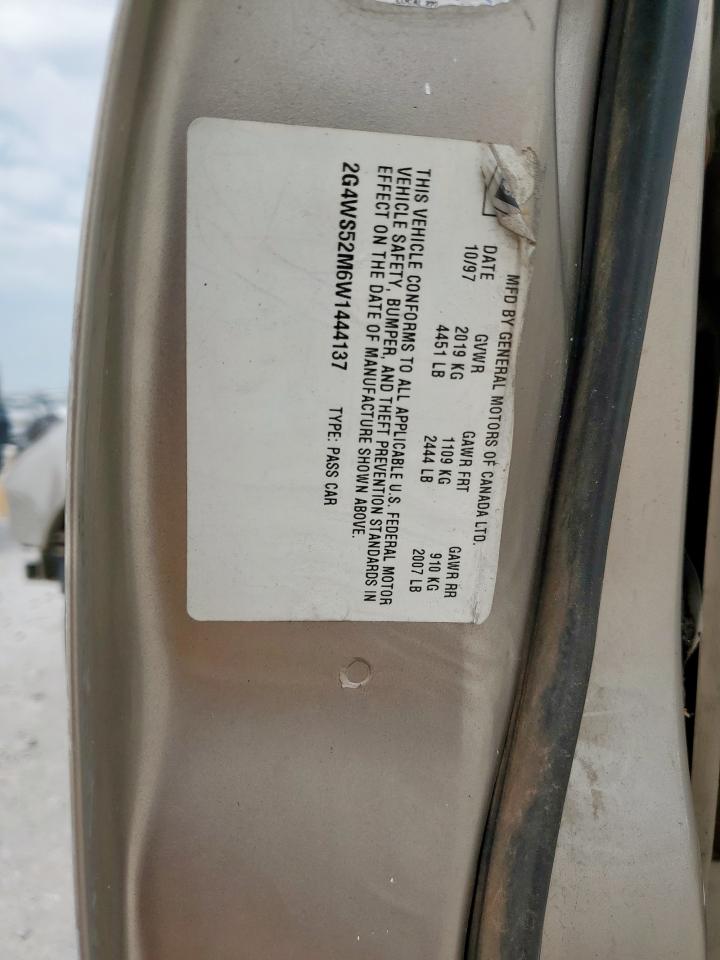 MFD BY GENERAL MOTORS OF CANADA LTD.
DATE GVWR GAWR FRT GAWR RR
10/97 2019 KG 1109 KG 910 KG
4451 LB 2444 LB 2007 LB
THIS VEHICLE CONFORMS TO ALL APPLICABLE U.S. FEDERAL MOTOR
VEHICLE SAFETY, BUMPER, AND THEFT PREVENTION STANDARDS IN
EFFECT ON THE DATE OF MANUFACTURE SHOWN ABOVE.
2G4WS52M6W1444137 TYPE: PASS CAR